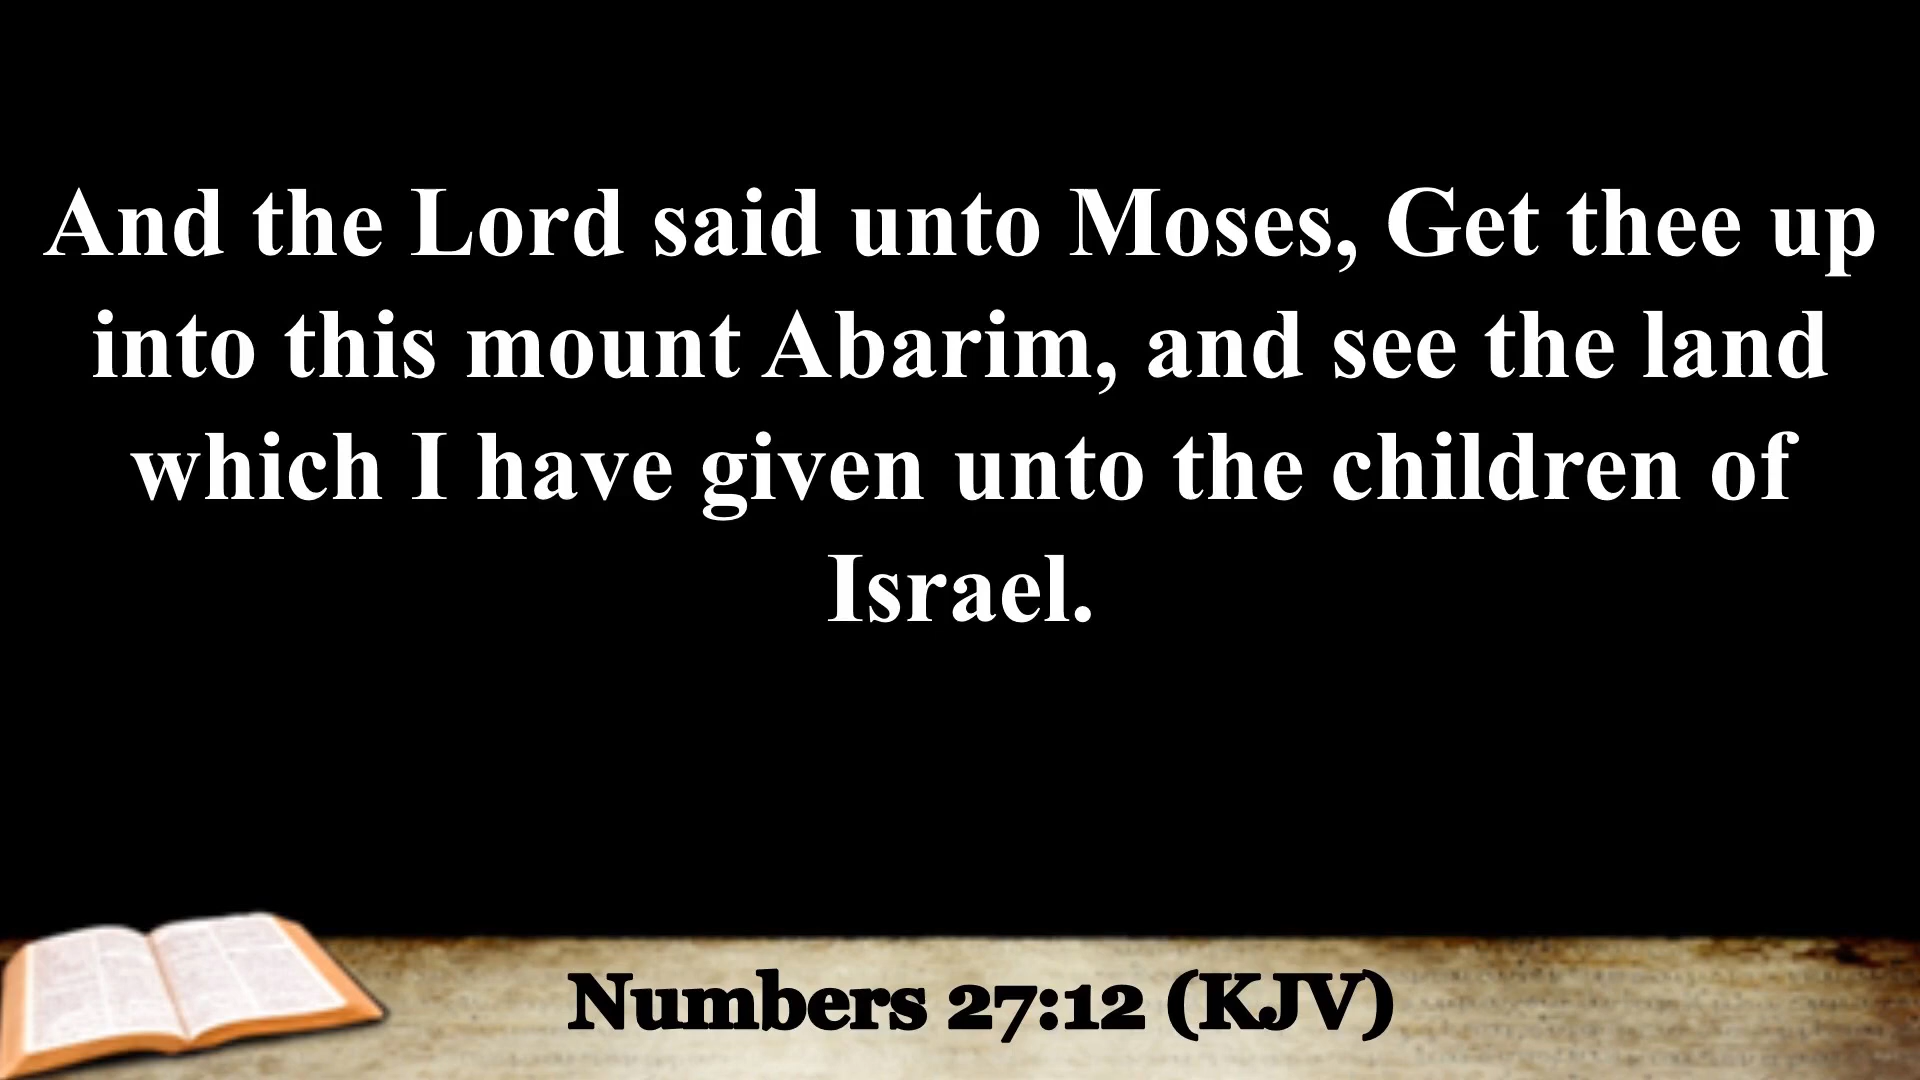 And the Lord said unto Moses, Get thee up
into this mount Abarim, and see the land
which I have given unto the children of
Israel.
Numbers 27:12 (KJV)